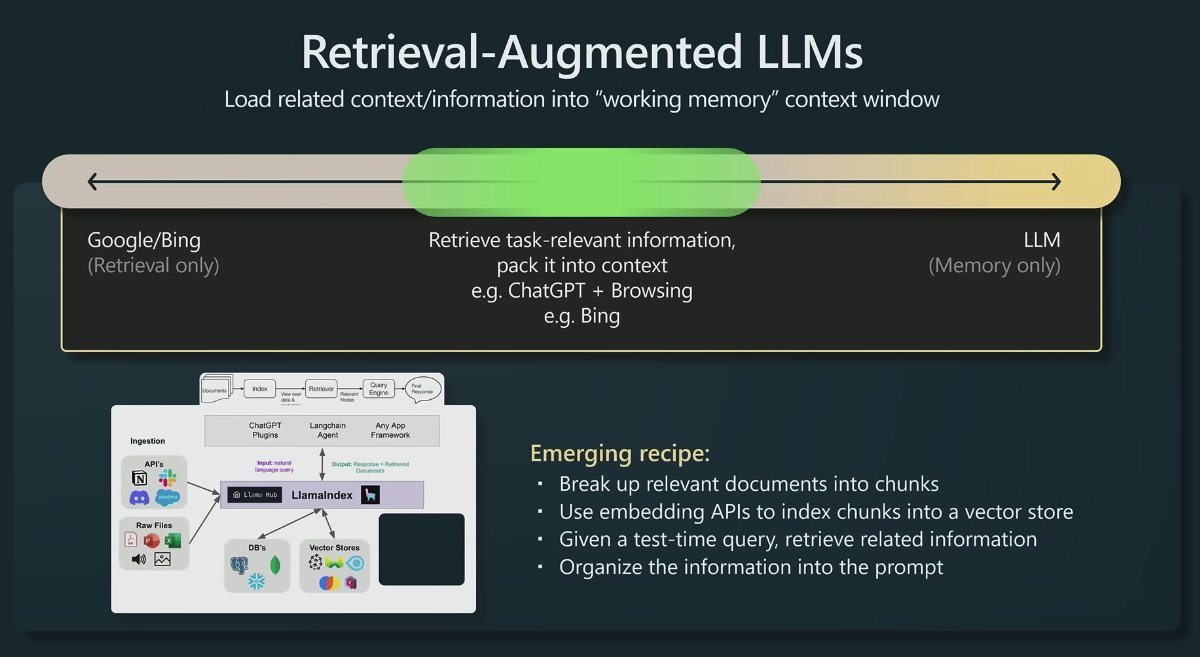 Retrieval-Augmented LLMs
Load related context/information into “working memory” context window
Google/Bing
(Retrieval only)
Retrieve task-relevant information,
pack it into context
e.g. ChatGPT + Browsing
e.g. Bing
LLM
(Memory only)
Documents
Index
View over
data &
Retriever
Relevant
Nodes
Query
Engine
Final
Response
ChatGPT
Plugins
Langchain
Agent
Any App
Framework
Ingestion
Input: natural
language query
Output: Response + Retrieved
Documents
API's
salesforce
Llama Hub
LlamaIndex
Raw Files
DB's
Vector Stores
Emerging recipe:
· Break up relevant documents into chunks
· Use embedding APIs to index chunks into a vector store
· Given a test-time query, retrieve related information
· Organize the information into the prompt